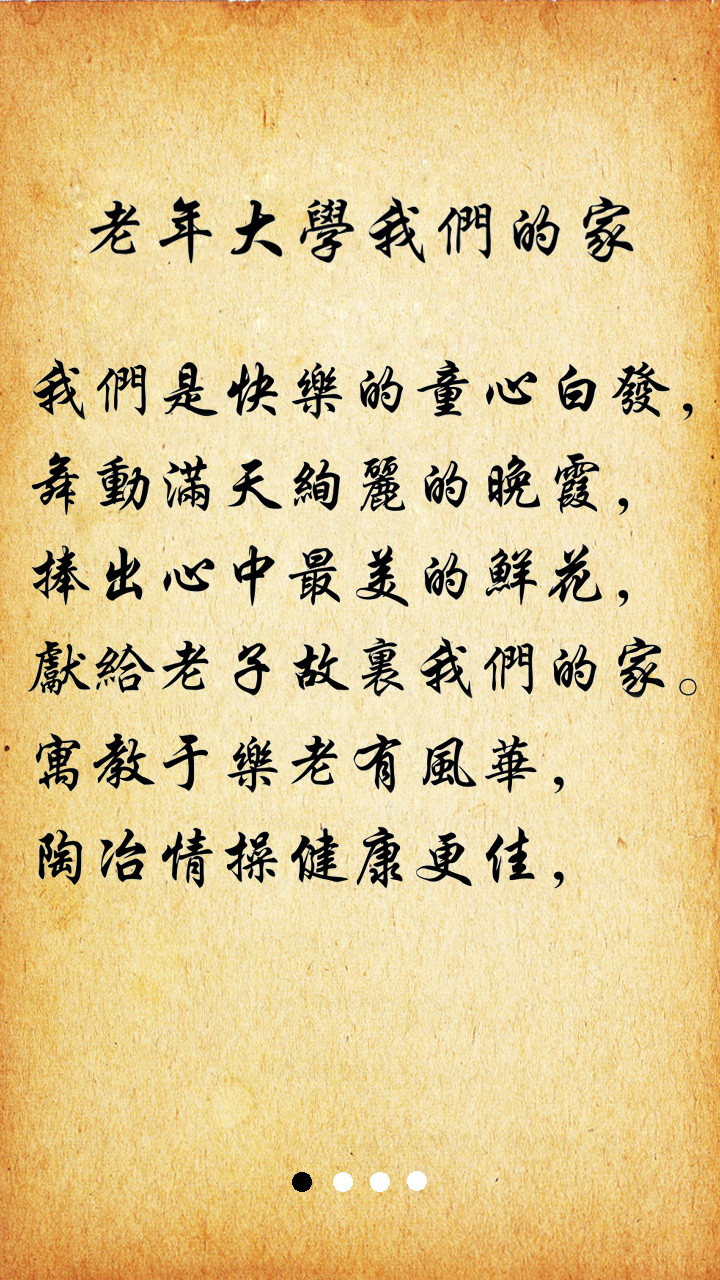 老年大學我們的家
我們是快樂的童心白發，
舞動滿天絢麗的晚霞，
捧出心中最美的鮮花，
獻給老子故裏我們的家。
寓教于樂老有風華，
陶冶情操健康更佳，